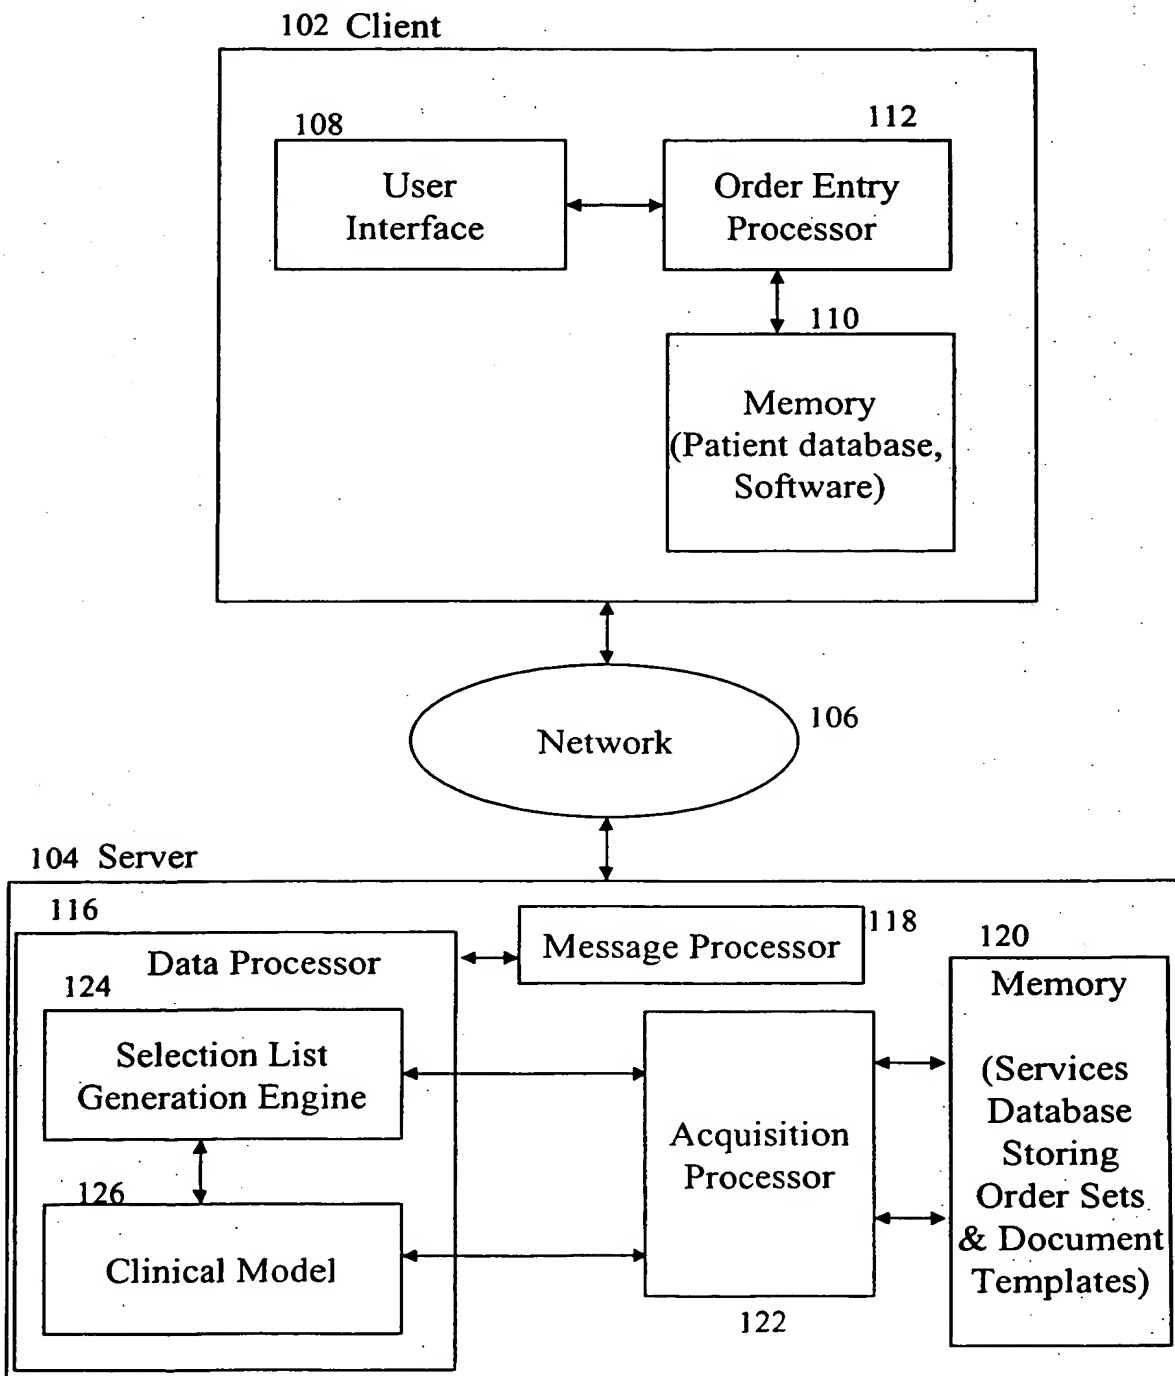 102 Client
108
User
Interface
112
Order Entry
Processor
110
Memory
(Patient database,
Software)
Network
106
104 Server
116
Data Processor
Message Processor
118
120
Memory
(Services
Database
Storing
Order Sets
& Document
Templates)
124
Selection List
Generation Engine
Acquisition
Processor
122
126
Clinical Model